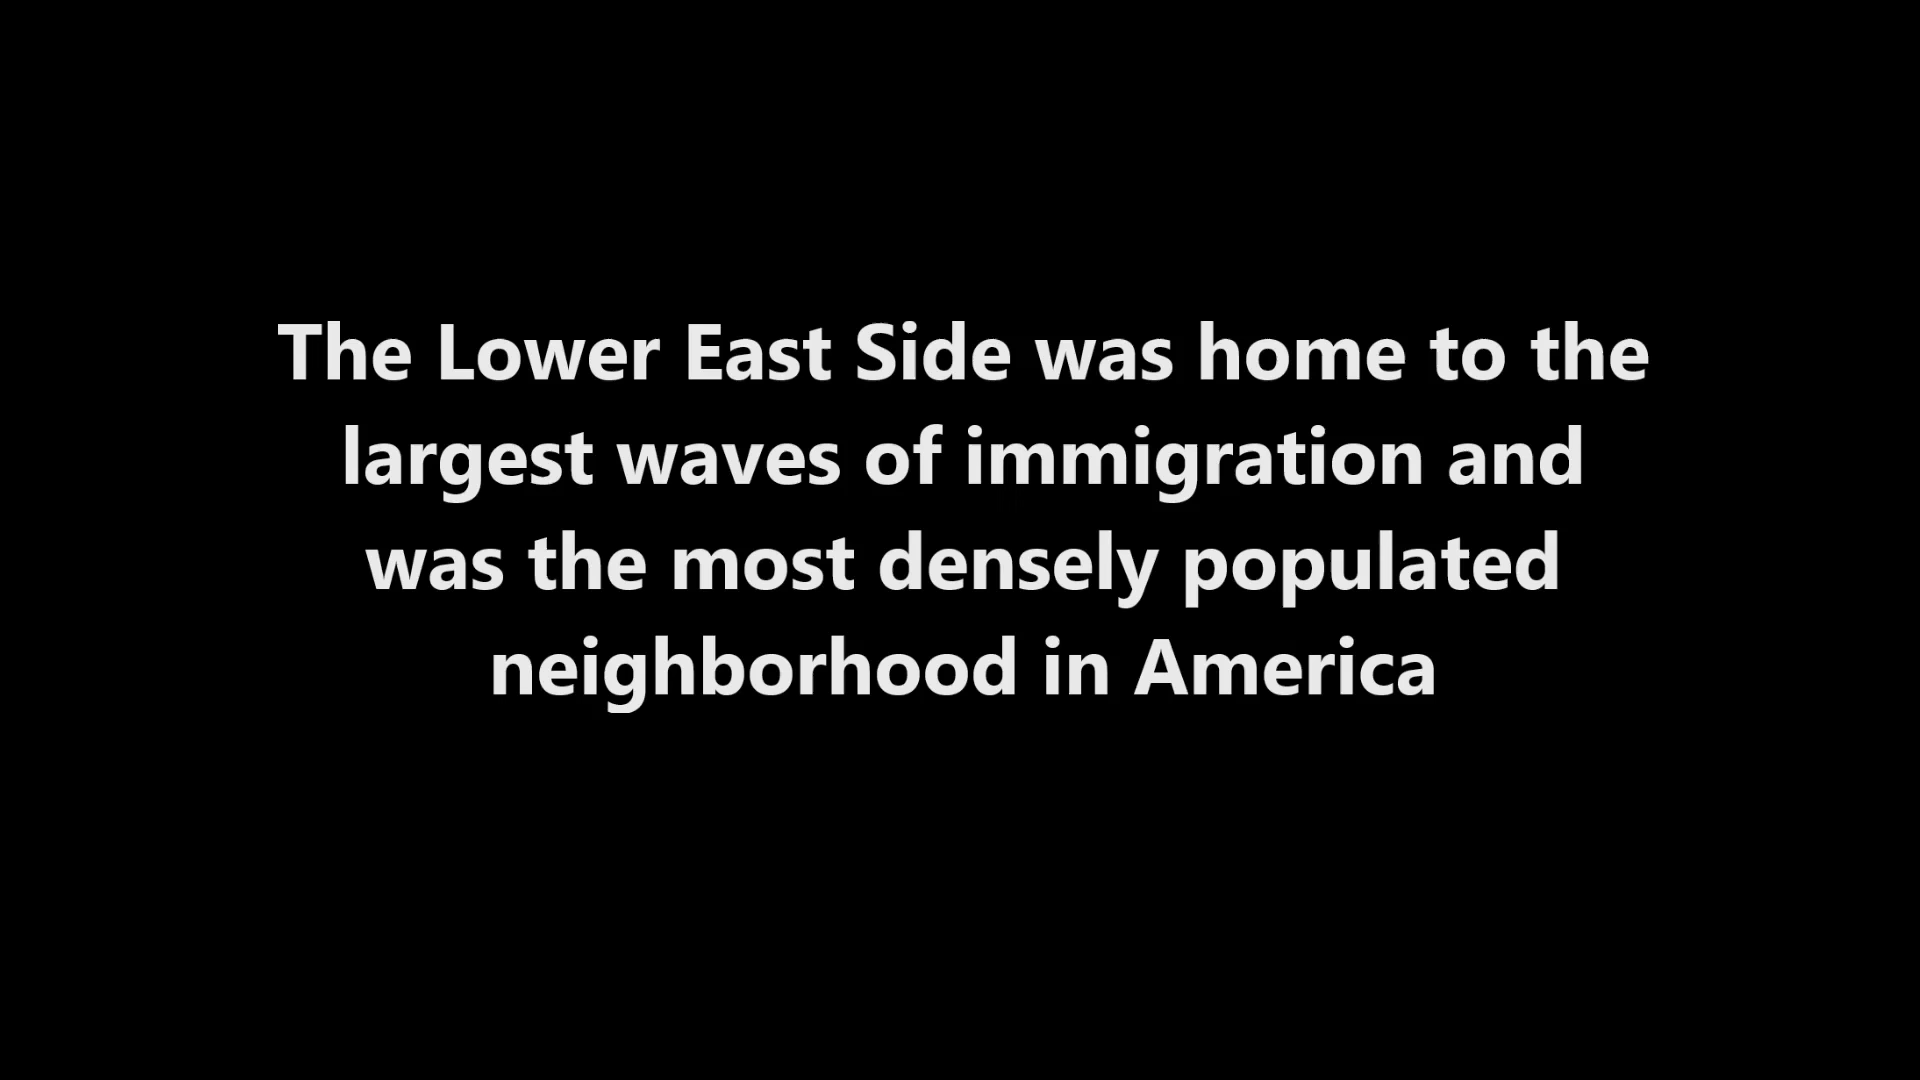 The Lower East Side was home to the
largest waves of immigration and
was the most densely populated
neighborhood in America